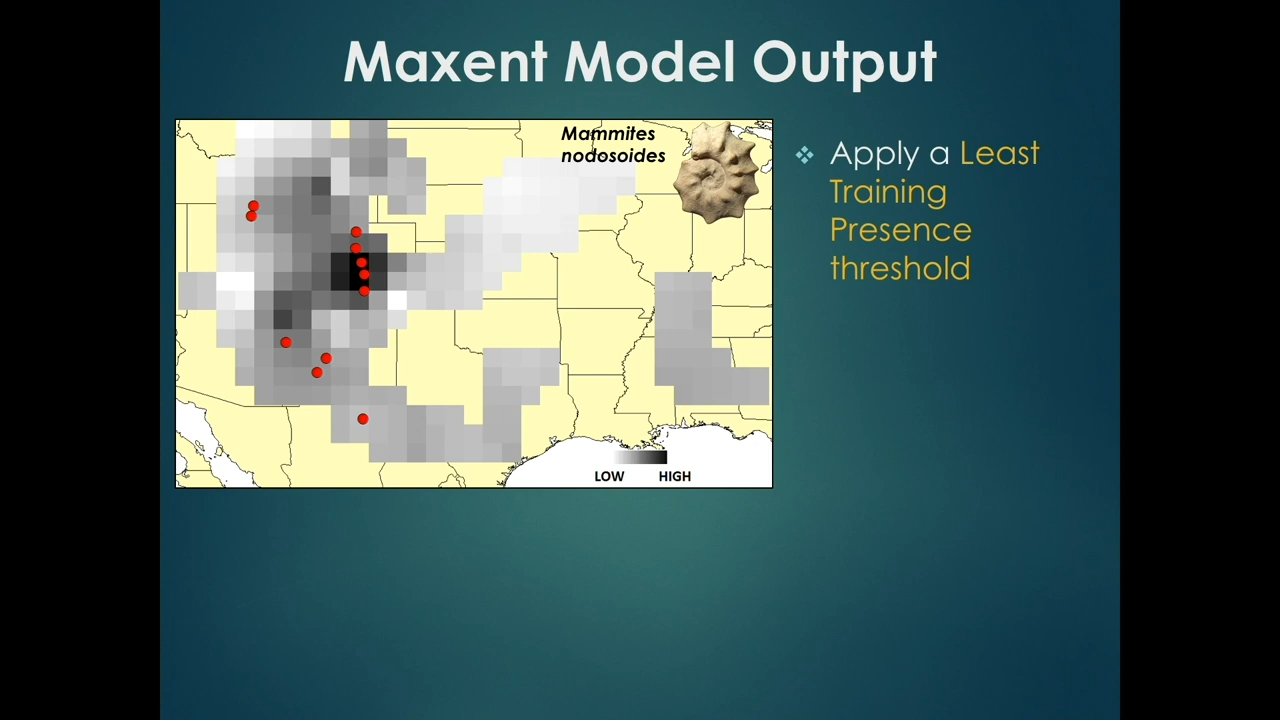 Maxent Model Output
Mammites
nodosoides
LOW HIGH
Apply a Least
Training
Presence
threshold